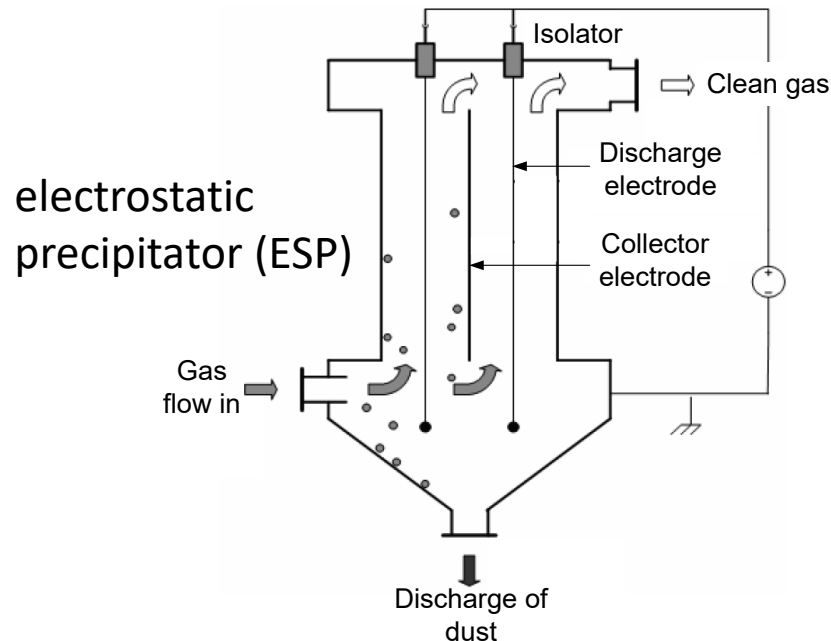 Isolator
Clean gas
Discharge
electrode
electrostatic
precipitator (ESP)
Collector
electrode
+
−
Gas
flow in
Discharge of
dust